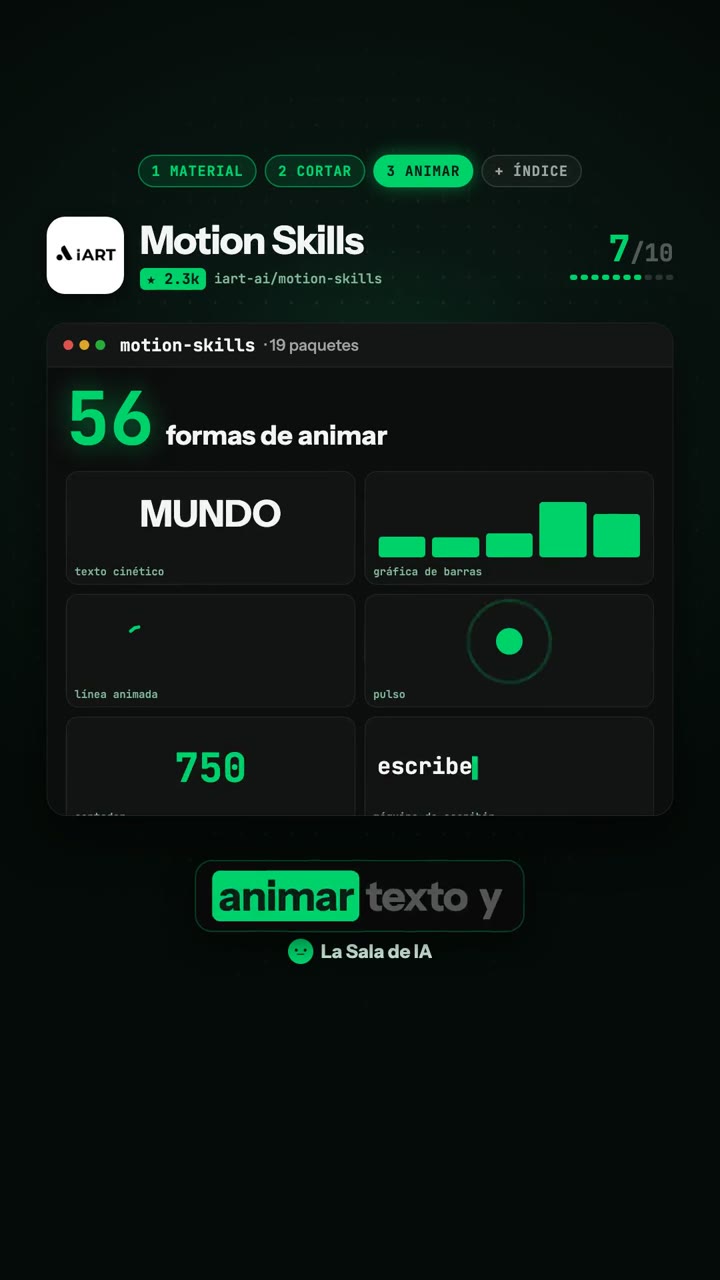 1 MATERIAL
2 CORTAR
3 ANIMAR
+ ÍNDICE
iART
Motion Skills
★ 2.3k iart-ai/motion-skills
7/10
motion-skills · 19 paquetes
56 formas de animar
MUNDO
texto cinético
gráfica de barras
línea animada
pulso
750
escribe
animar texto y
La Sala de IA